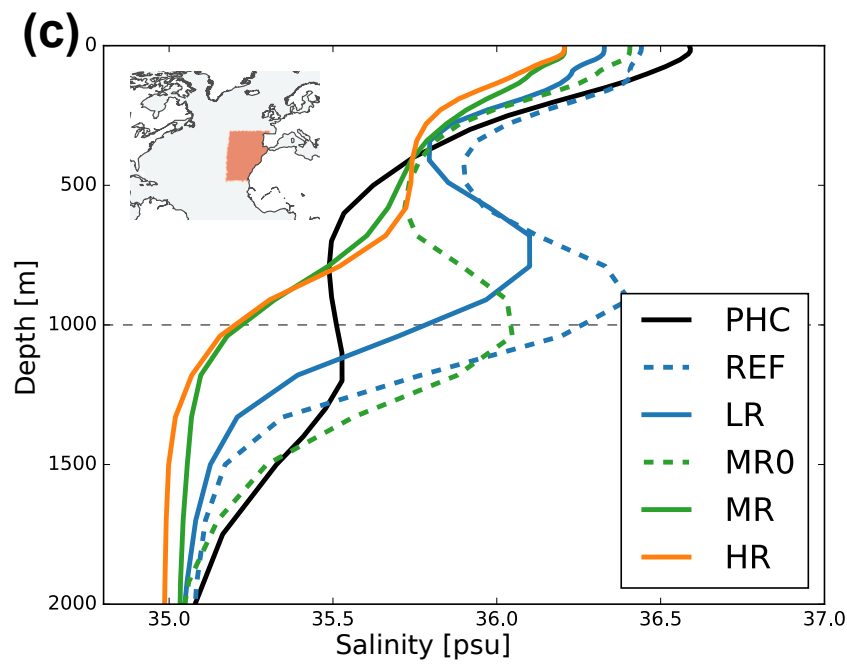 (c)
0
500
1000
1500
2000
Depth [m]
35.0
35.5
36.0
36.5
37.0
Salinity [psu]
PHC
REF
LR
MR0
MR
HR